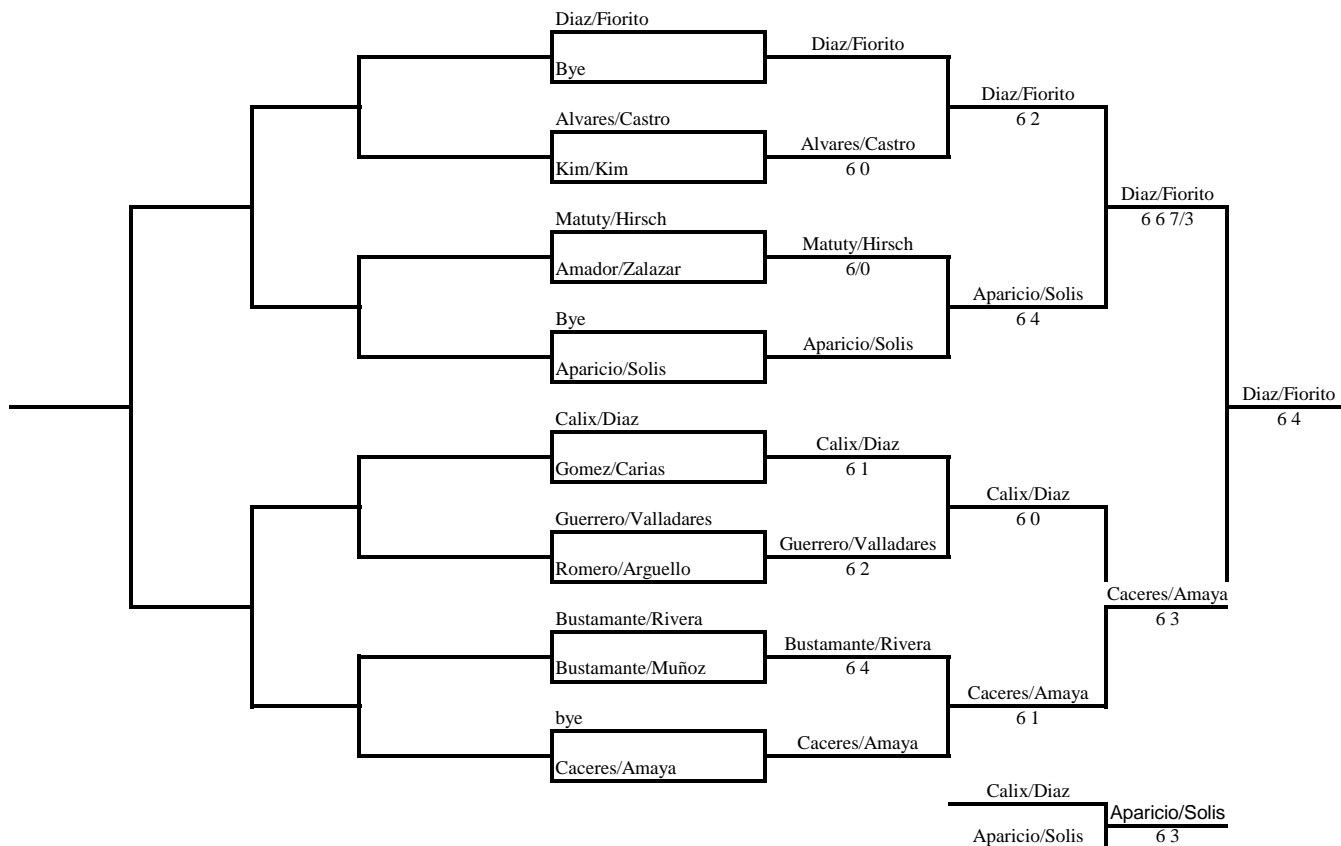 Diaz/Fiorito
Diaz/Fiorito
Bye
Diaz/Fiorito
6 2
Alvares/Castro
Alvares/Castro
Kim/Kim
6 0
Diaz/Fiorito
6 6 7/3
Matuty/Hirsch
Matuty/Hirsch
Amador/Zalazar
6/0
Aparicio/Solis
6 4
Bye
Aparicio/Solis
Aparicio/Solis
Diaz/Fiorito
6 4
Calix/Diaz
Calix/Diaz
Gomez/Carias
6 1
Calix/Diaz
6 0
Guerrero/Valladares
Guerrero/Valladares
Romero/Arguello
6 2
Caceres/Amaya
6 3
Bustamante/Rivera
Bustamante/Rivera
Bustamante/Muñoz
6 4
Caceres/Amaya
6 1
bye
Caceres/Amaya
Caceres/Amaya
Calix/Diaz
Aparicio/Solis
Aparicio/Solis
6 3